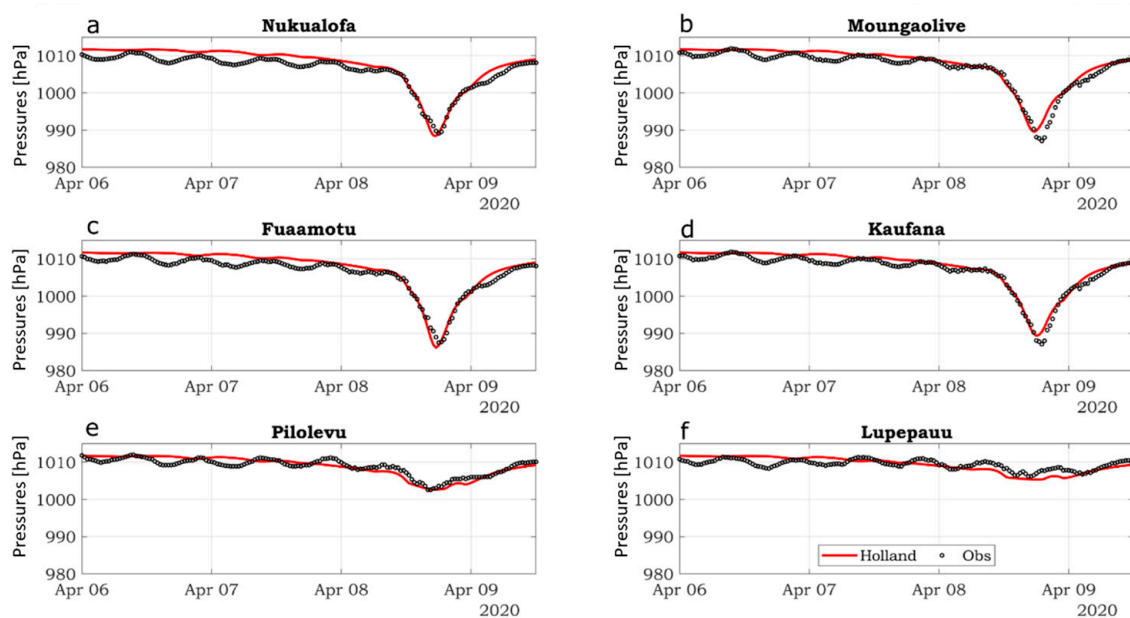 a Nukualofa
Pressures [hPa]
1010
1000
990
980
Apr 06 Apr 07 Apr 08 Apr 09
2020
b Moungaolive
Pressures [hPa]
1010
1000
990
980
Apr 06 Apr 07 Apr 08 Apr 09
2020
c Fuaamotu
Pressures [hPa]
1010
1000
990
980
Apr 06 Apr 07 Apr 08 Apr 09
2020
d Kaufana
Pressures [hPa]
1010
1000
990
980
Apr 06 Apr 07 Apr 08 Apr 09
2020
e Pilolevu
Pressures [hPa]
1010
1000
990
980
Apr 06 Apr 07 Apr 08 Apr 09
2020
f Lupepauu
Pressures [hPa]
1010
1000
990
980
Holland Obs
Apr 06 Apr 07 Apr 08 Apr 09
2020